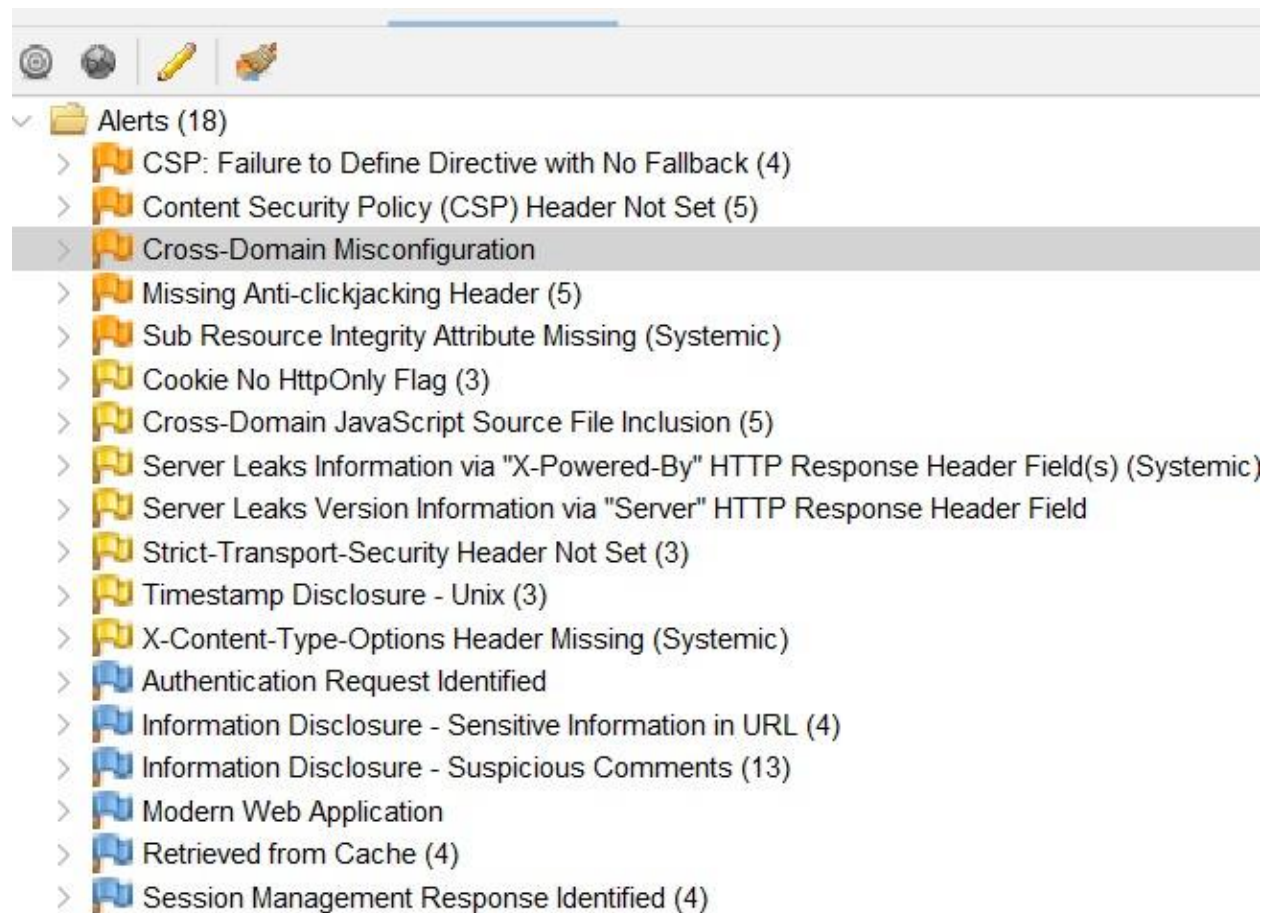 Alerts (18)
CSP: Failure to Define Directive with No Fallback (4)
Content Security Policy (CSP) Header Not Set (5)
Cross-Domain Misconfiguration
Missing Anti-clickjacking Header (5)
Sub Resource Integrity Attribute Missing (Systemic)
Cookie No HttpOnly Flag (3)
Cross-Domain JavaScript Source File Inclusion (5)
Server Leaks Information via "X-Powered-By" HTTP Response Header Field(s) (Systemic)
Server Leaks Version Information via "Server" HTTP Response Header Field
Strict-Transport-Security Header Not Set (3)
Timestamp Disclosure - Unix (3)
X-Content-Type-Options Header Missing (Systemic)
Authentication Request Identified
Information Disclosure - Sensitive Information in URL (4)
Information Disclosure - Suspicious Comments (13)
Modern Web Application
Retrieved from Cache (4)
Session Management Response Identified (4)